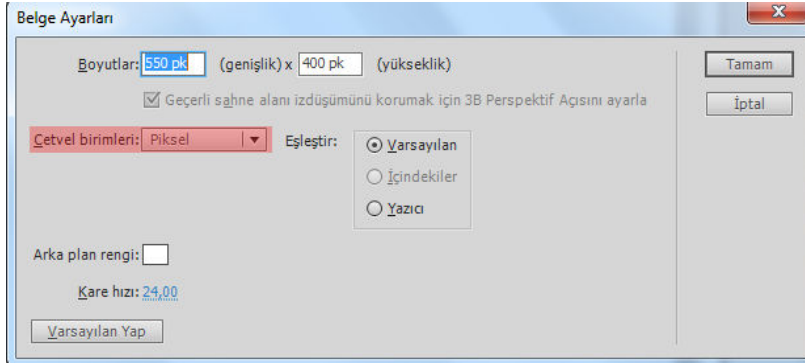 Belge Ayarları
Boyutlar: 550 pk (genişlik) x 400 pk (yükseklik)
Tamam
Geçerli sahne alanı izdüşümünü korumak için 3B Perspektif Açısını ayarla
İptal
Cetvel birimleri: Piksel Eşleştir: Varsayılan
İçindekiler
Yazıcı
Arka plan rengi:
Kare hızı: 24,00
Varsayılan Yap